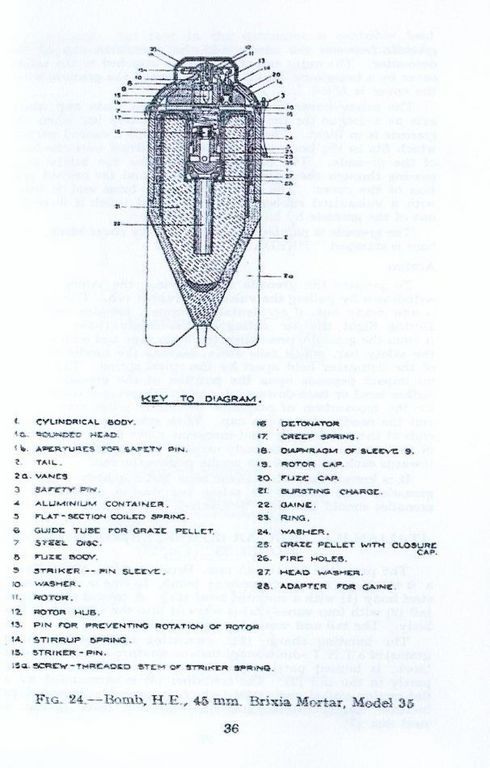 KEY TO DIAGRAM.
1. CYLINDRICAL BODY.
1a. ROUNDED HEAD.
1b. APERTURES FOR SAFETY PIN.
2. TAIL.
2a. VANES
3 SAFETY PIN.
4 ALUMINIUM CONTAINER.
5 FLAT-SECTION COILED SPRING.
6 GUIDE TUBE FOR GRAZE PELLET.
7 STEEL DISC.
8 FUZE BODY.
9 STRIKER -- PIN SLEEVE.
10. WASHER.
11. ROTOR.
12. ROTOR HUB.
13. PIN FOR PREVENTING ROTATION OF ROTOR
14. STIRRUP SPRING.
15. STRIKER-PIN.
15a. SCREW-THREADED STEM OF STRIKER SPRING.
16 DETONATOR
17. CREEP SPRING.
18. DIAPHRAGM OF SLEEVE 9.
19. ROTOR CAP.
20. FUZE CAP.
21. BURSTING CHARGE.
22. GAINE.
23. RING.
24. WASHER.
25. GRAZE PELLET WITH CLOSURE
CAP.
26. FIRE HOLES.
27. HEAD WASHER.
28. ADAPTER FOR GAINE.
FIG. 24.--Bomb, H.E., 45 mm. Brixia Mortar, Model 35
36